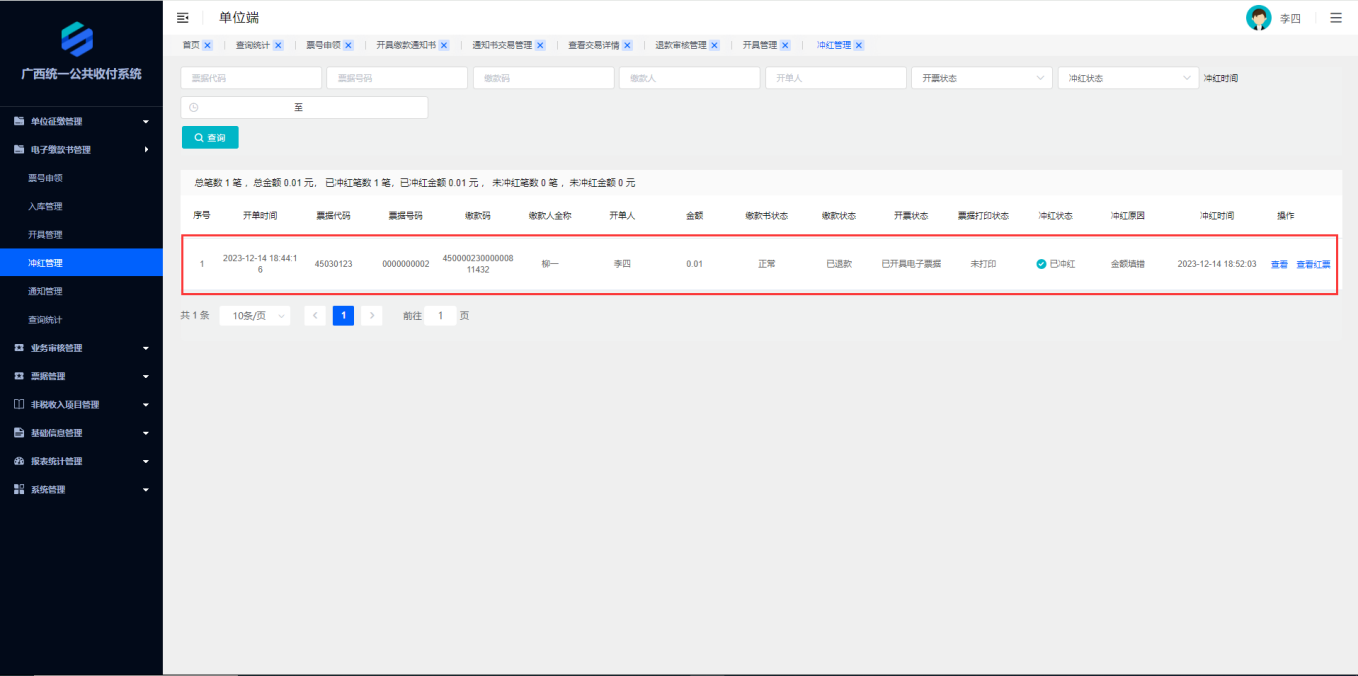 广西统一公共收付系统
单位征缴管理
电子缴款书管理
票号申领
入库管理
开具管理
冲红管理
通知管理
查询统计
业务审核管理
票据管理
非税收入项目管理
基础信息管理
报表统计管理
系统管理
单位端
李四
首页 查询统计 票号申领 开具缴款通知书 通知书交易管理 查看交易详情 退款审核管理 开具管理 冲红管理
票据代码 票据号码 缴款码 缴款人 开单人 开票状态 冲红状态 冲红时间
至
查询
总笔数 1 笔 ，总金额 0.01 元， 已冲红笔数 1 笔，已冲红金额 0.01 元 ， 未冲红笔数 0 笔 ，未冲红金额 0 元
序号 开单时间 票据代码 票据号码 缴款码 缴款人全称 开单人 金额 缴款书状态 缴款状态 开票状态 票据打印状态 冲红状态 冲红原因 冲红时间 操作
1 2023-12-14 18:44:16 45030123 0000000002 45000023000000811432 柳一 李四 0.01 正常 已退款 已开具电子票据 未打印 已冲红 金额填错 2023-12-14 18:52:03 查看 查看红票
共 1 条 10条/页 1 前往 1 页